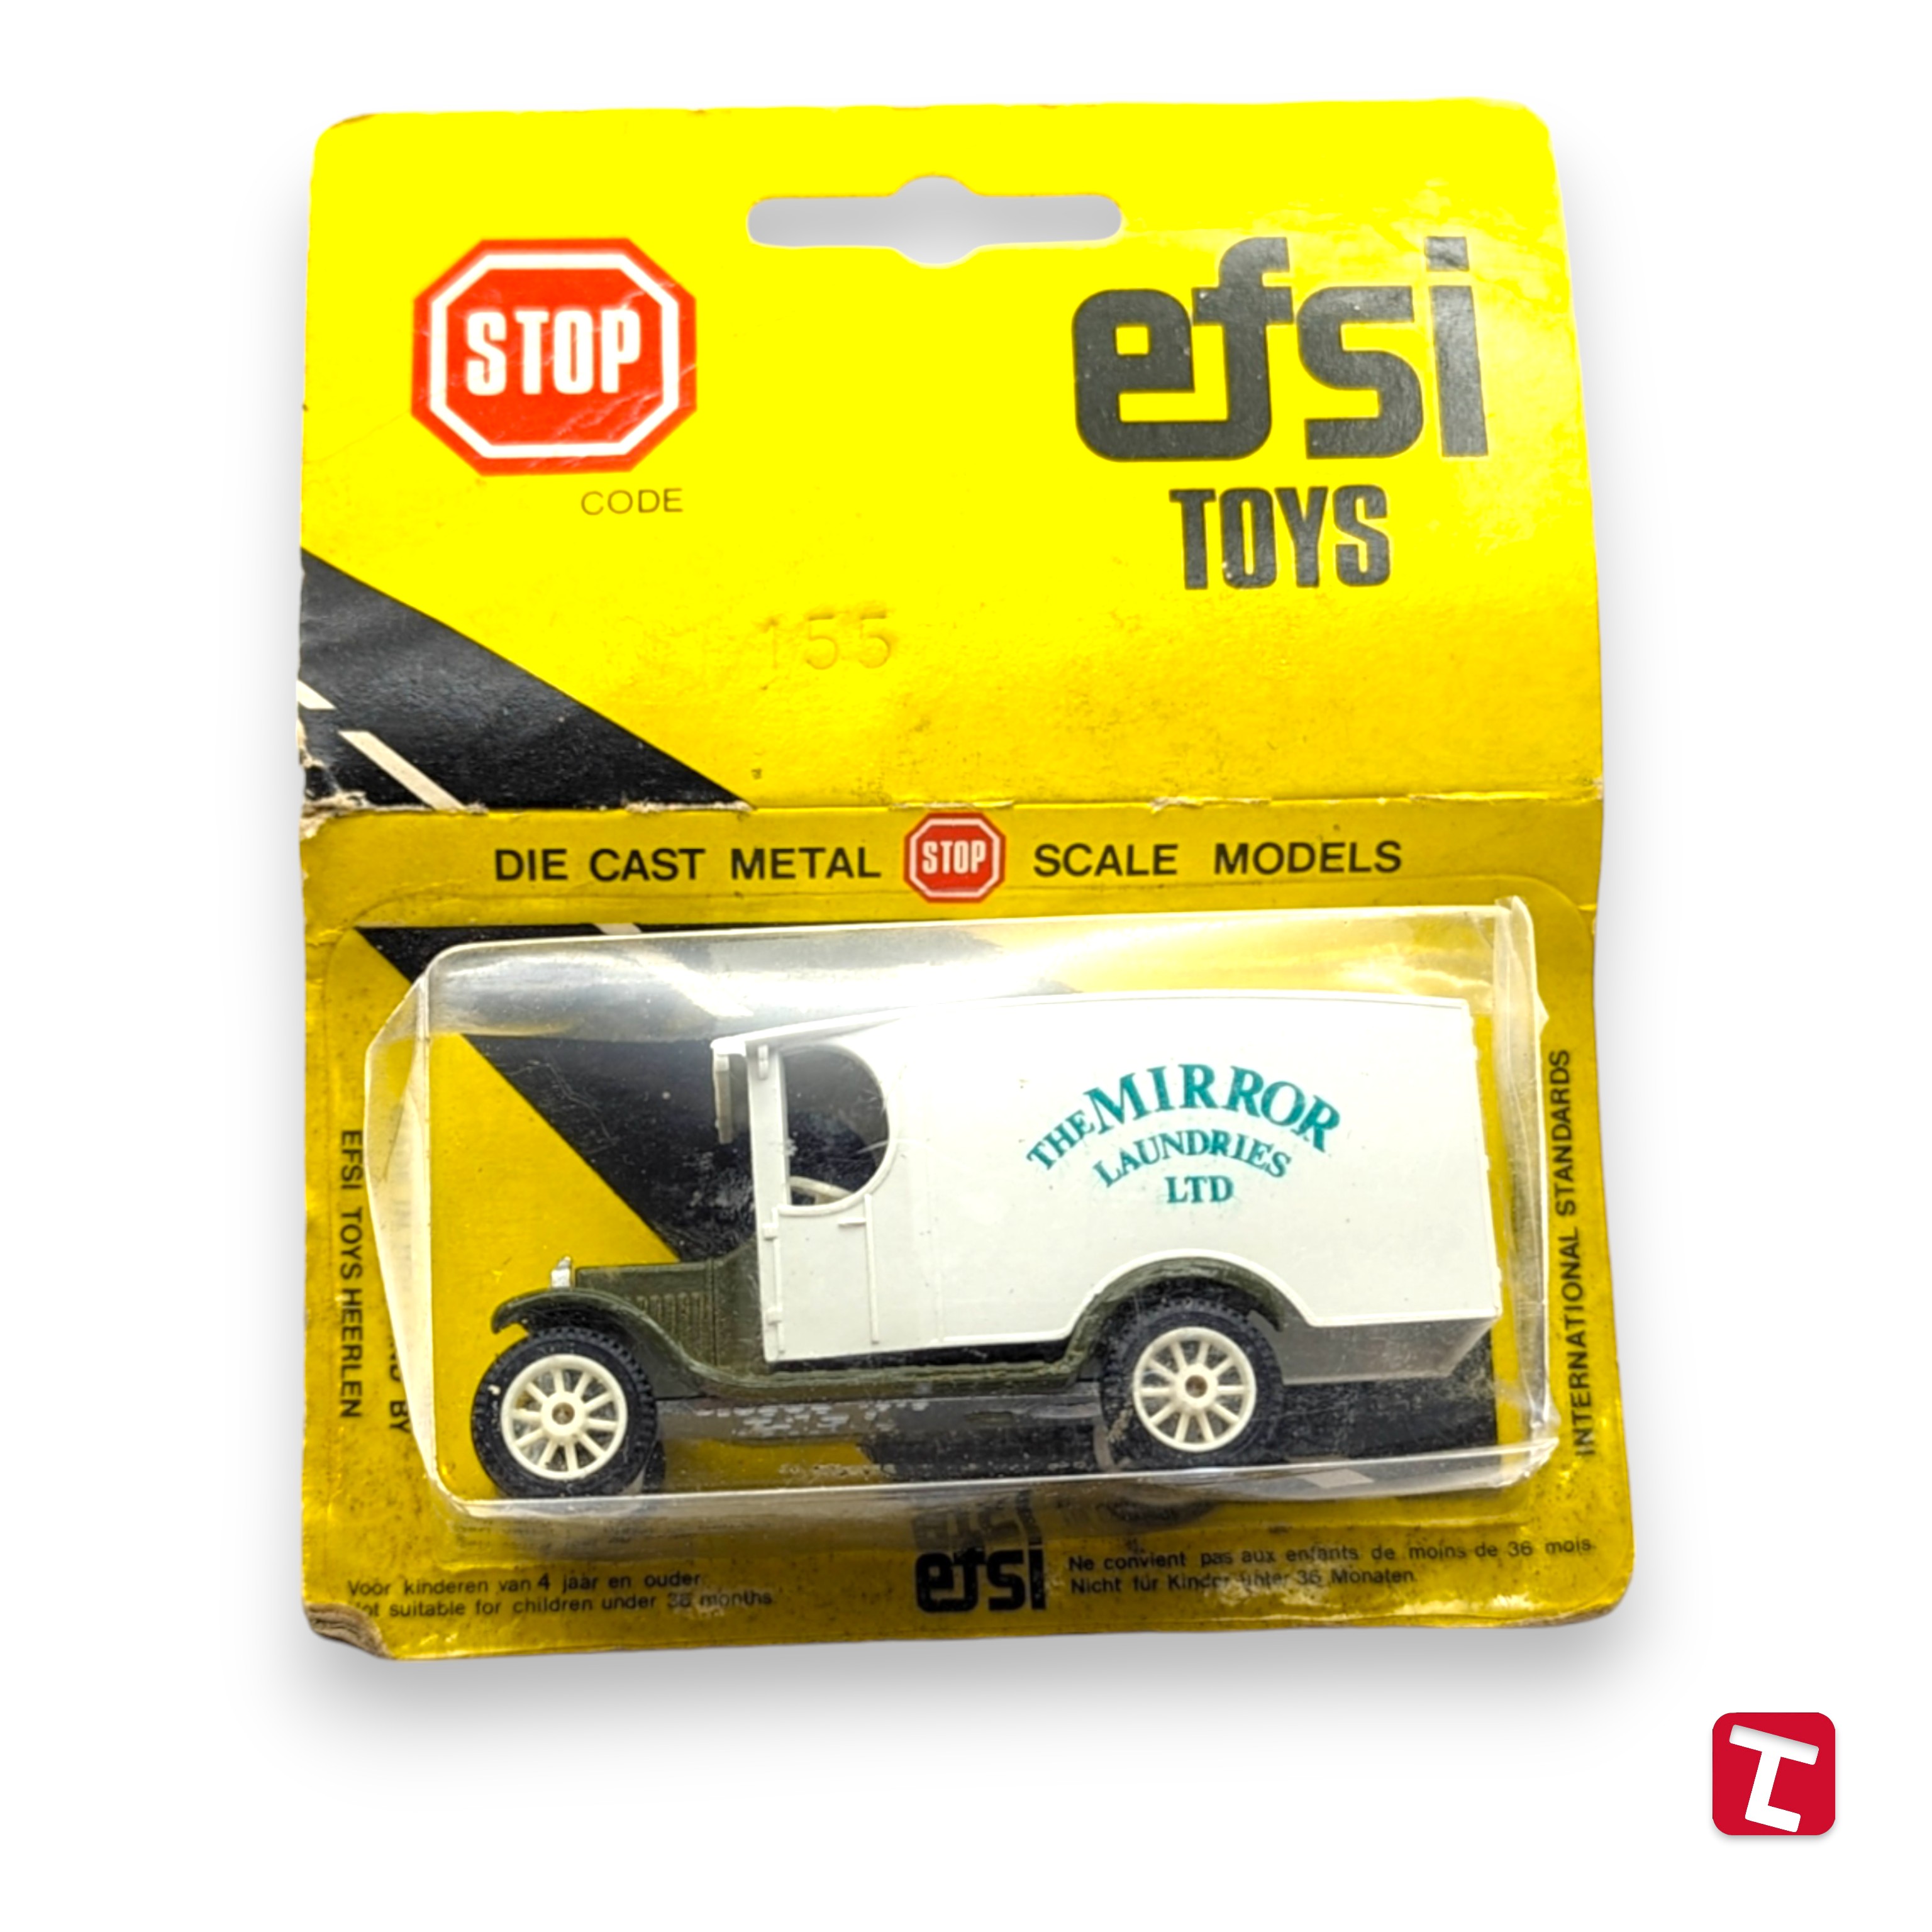 STOP
CODE
efsi
TOYS
155
DIE CAST METAL STOP SCALE MODELS
THE MIRROR
LAUNDRIES
LTD
EFSI TOYS HEERLEN
BY
INTERNATIONAL STANDARDS
Voor kinderen van 4 jaar en ouder.
Not suitable for children under 36 months
efsi
Ne convient pas aux enfants de moins de 36 mois
Nicht für Kinder unter 36 Monaten